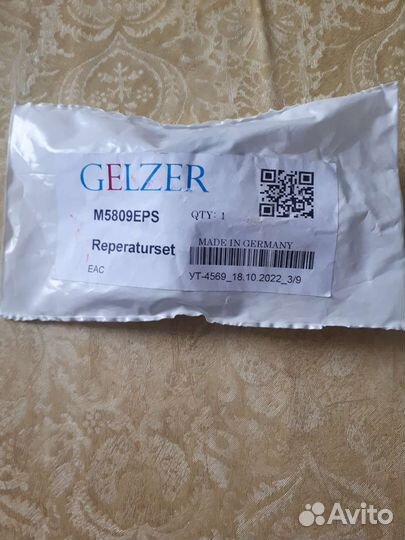 GELZER
M5809EPS QTY: 1
Reperaturset
MADE IN GERMANY
EAC
УТ-4569_18.10.2022_3/9
Avito